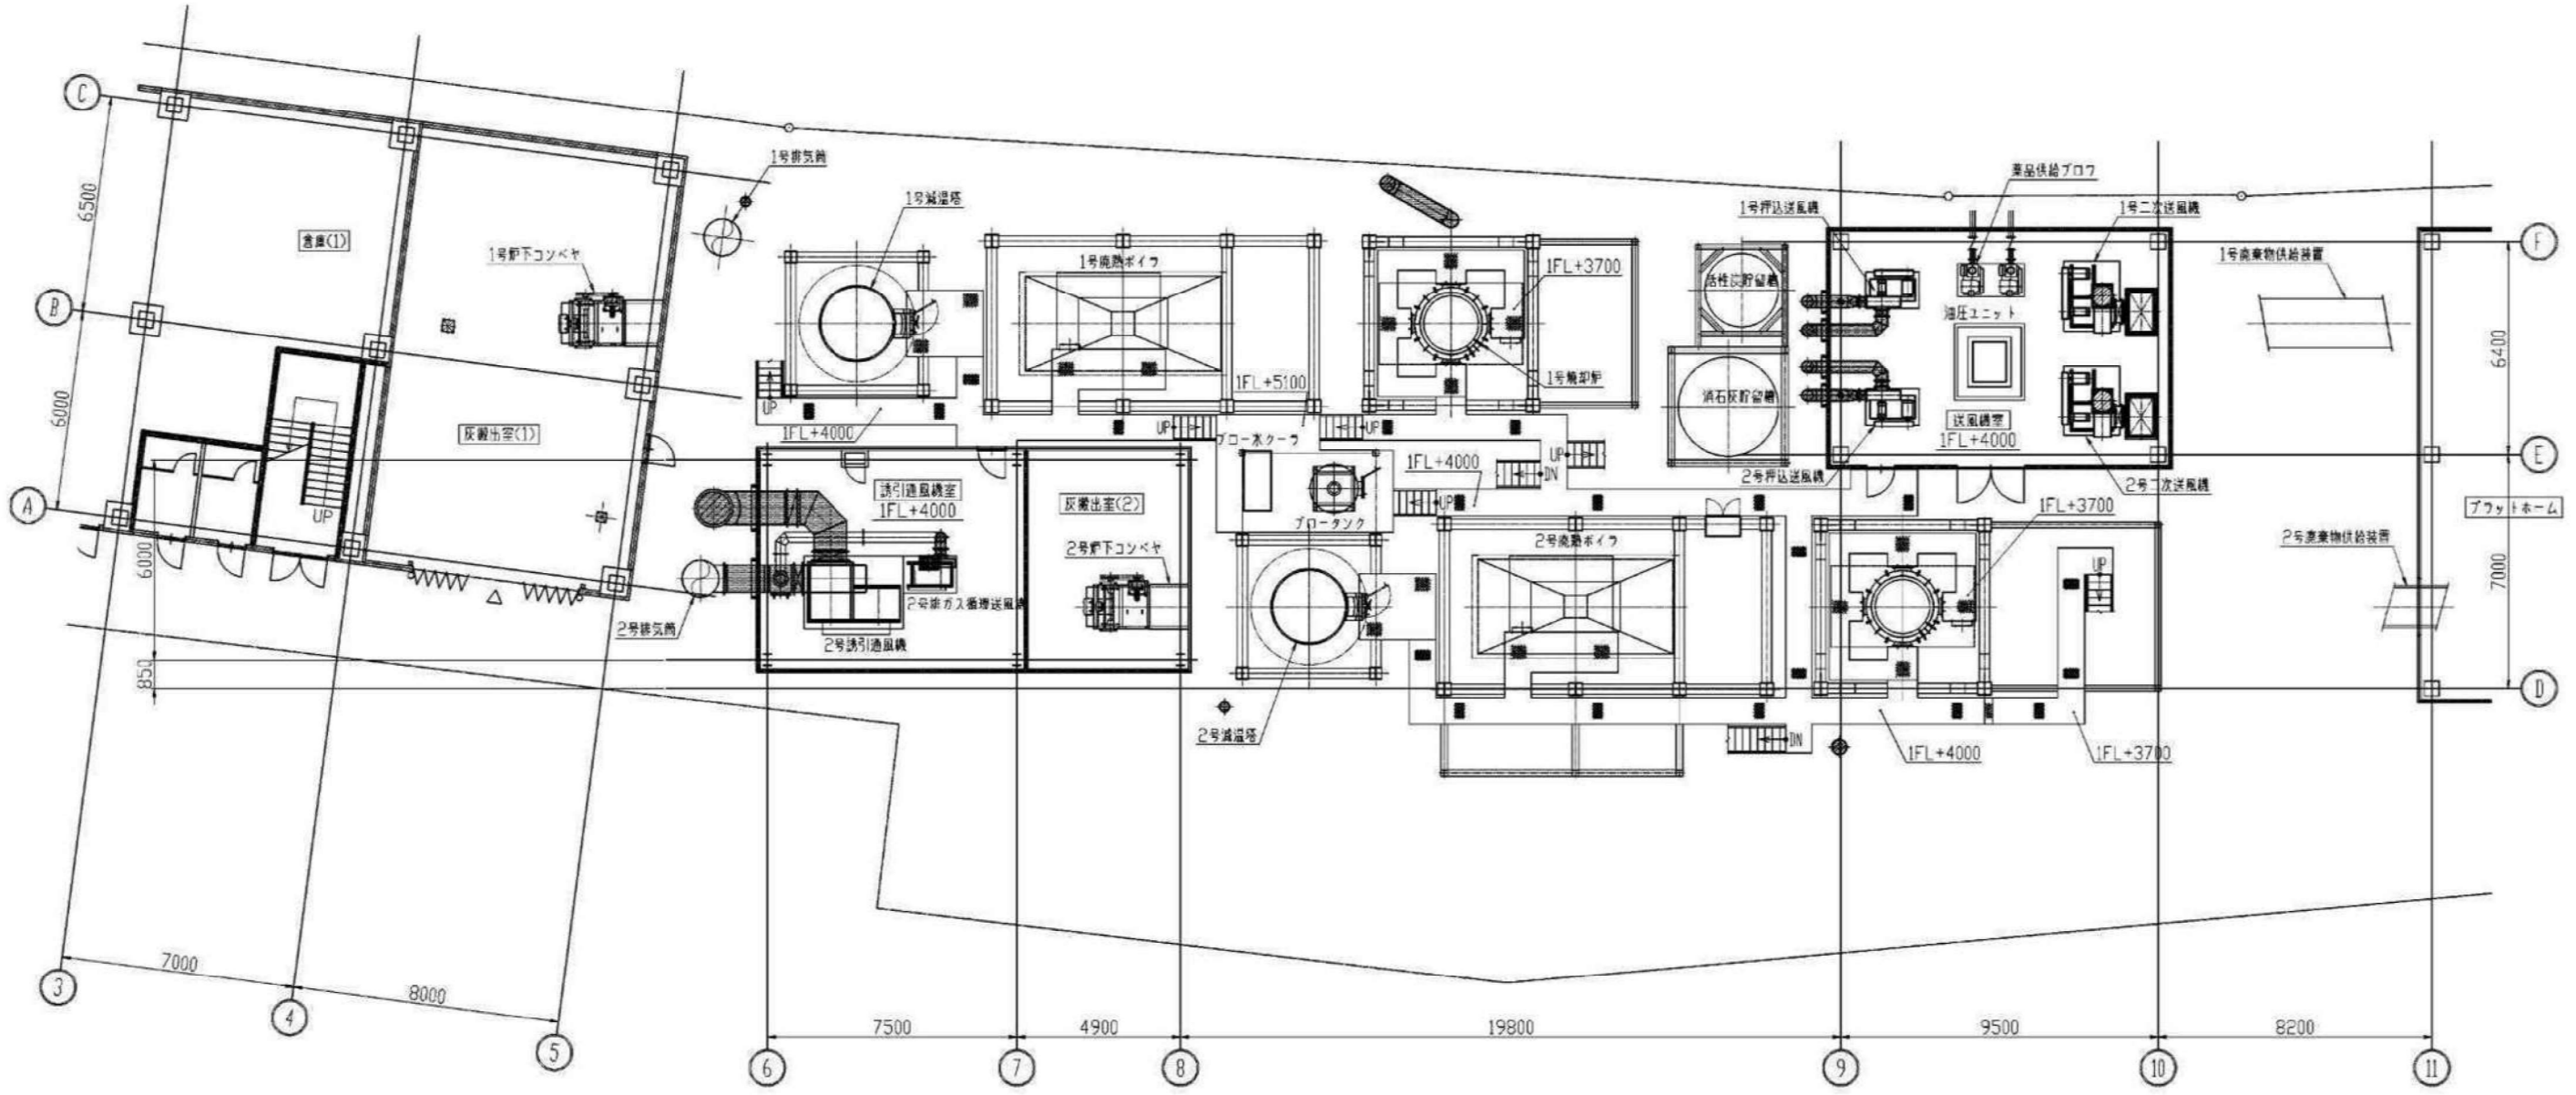 C
6500
B
6000
A
6000
850
倉庫(1)
1号炉下コンベヤ
灰搬出室(1)
UP
1号排気筒
2号排気筒
1号減温塔
UP
1FL+4000
誘引通風機室
1FL+4000
2号排ガス循環送風機
2号誘引通風機
灰搬出室(2)
2号炉下コンベヤ
1号廃熱ボイラ
1FL+5100
UP
UP
ブロー水クーラ
ブロータンク
1FL+4000
UP
DN
UP
2号減温塔
1FL+3700
1号焼却炉
2号廃熱ボイラ
活性炭貯留槽
消石灰貯留槽
1号押込送風機
2号押込送風機
薬品供給ブロワ
油圧ユニット
送風機室
1FL+4000
1号二次送風機
2号二次送風機
1FL+3700
UP
DN
1FL+4000
1FL+3700
1号廃棄物供給装置
2号廃棄物供給装置
プラットホーム
F
6400
E
7000
D
7000
8000
3
4
5
7500
4900
19800
9500
8200
6
7
8
9
10
11